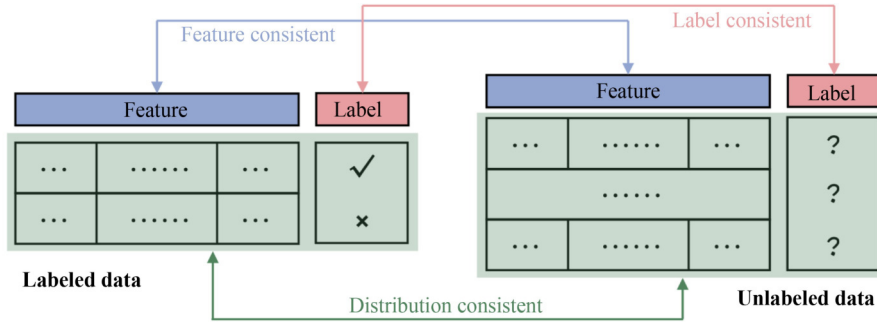 Feature consistent
Label consistent
Feature
Label
Feature
Label
... ...... ... ✓
... ...... ... ×
... ...... ... ?
...... ?
... ...... ... ?
Labeled data
Unlabeled data
Distribution consistent